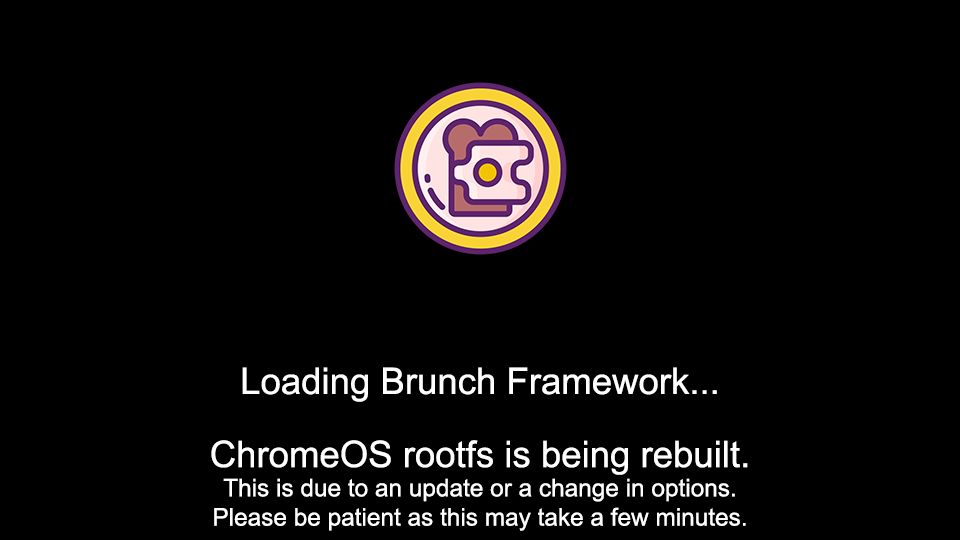 Loading Brunch Framework...
ChromeOS rootfs is being rebuilt.
This is due to an update or a change in options.
Please be patient as this may take a few minutes.